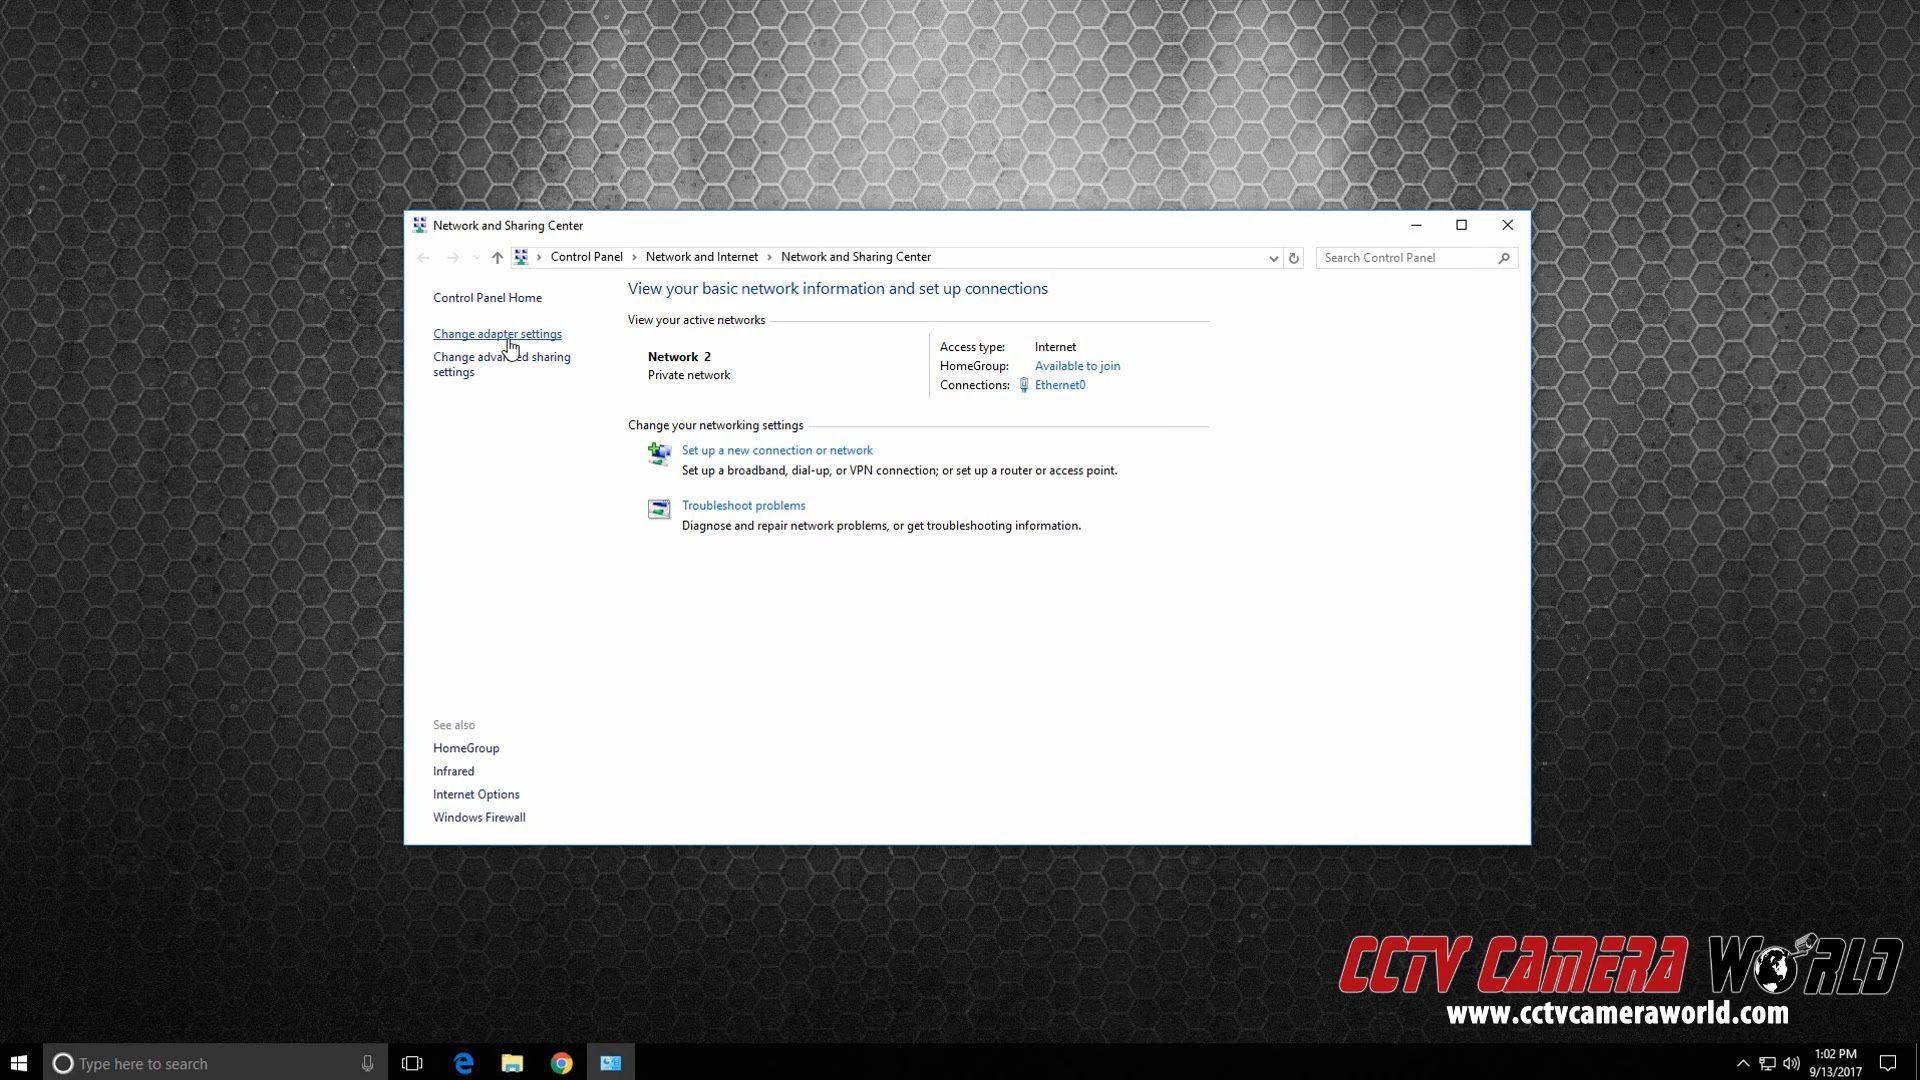 Network and Sharing Center
Control Panel > Network and Internet > Network and Sharing Center
Search Control Panel
Control Panel Home
Change adapter settings
Change advanced sharing
settings
View your basic network information and set up connections
View your active networks
Network 2
Private network
Access type: Internet
HomeGroup: Available to join
Connections: Ethernet0
Change your networking settings
Set up a new connection or network
Set up a broadband, dial-up, or VPN connection; or set up a router or access point.
Troubleshoot problems
Diagnose and repair network problems, or get troubleshooting information.
See also
HomeGroup
Infrared
Internet Options
Windows Firewall
CCTV CAMERA WORLD
www.cctvcameraworld.com
Type here to search
1:02 PM
9/13/2017